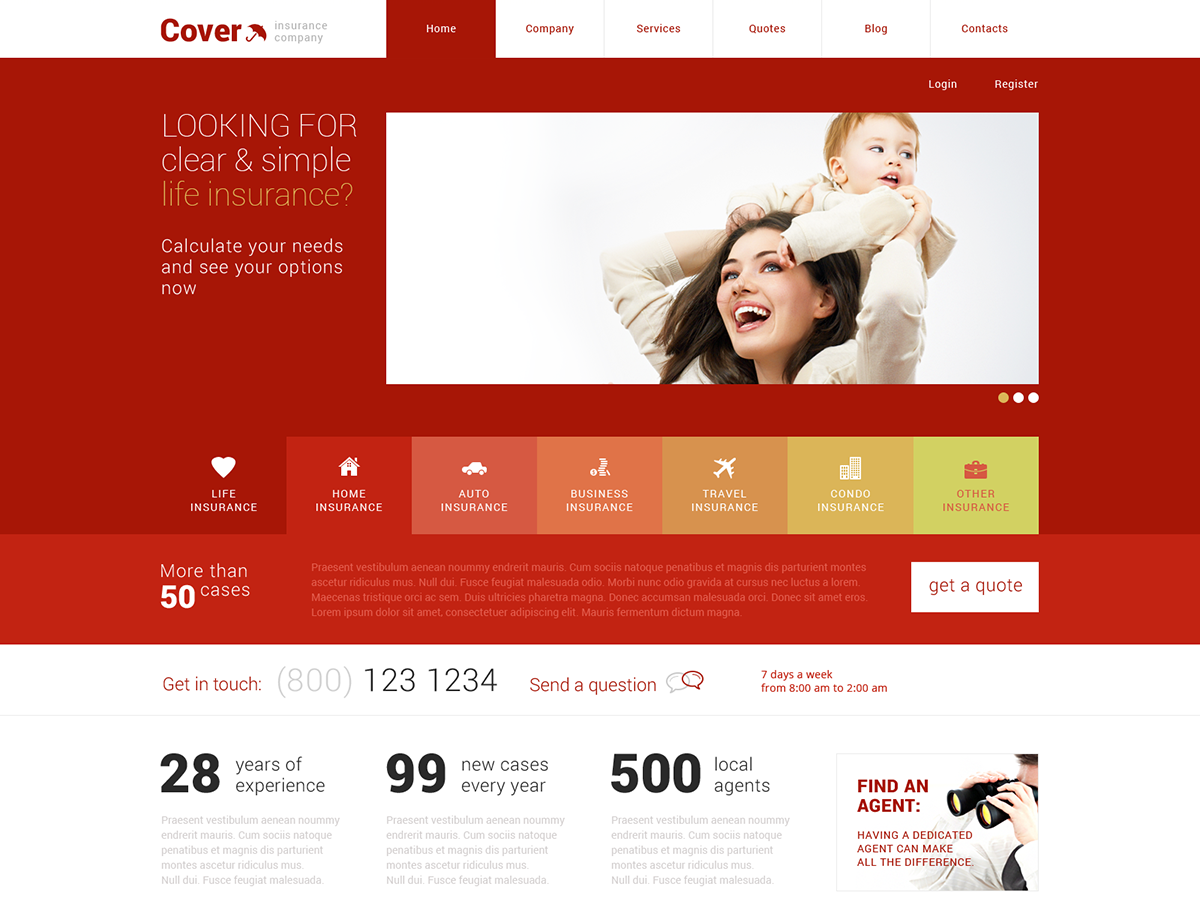 Cover insurance
company
Home
Company
Services
Quotes
Blog
Contacts
Login
Register
LOOKING FOR
clear & simple
life insurance?
Calculate your needs
and see your options
now
LIFE
INSURANCE
HOME
INSURANCE
AUTO
INSURANCE
BUSINESS
INSURANCE
TRAVEL
INSURANCE
CONDO
INSURANCE
OTHER
INSURANCE
More than
50 cases
Praesent vestibulum aenean noummy endrerit mauris. Cum sociis natoque penatibus et magnis dis parturient montes
ascetur ridiculus mus. Null dui. Fusce feugiat malesuada odio. Morbi nunc odio gravida at cursus nec luctus a lorem.
Maecenas tristique orci ac sem. Duis ultricies pharetra magna. Donec accumsan malesuada orci. Donec sit amet eros.
Lorem ipsum dolor sit amet, consectetuer adipiscing elit. Mauris fermentum dictum magna.
get a quote
Get in touch: (800) 123 1234
Send a question
7 days a week
from 8:00 am to 2:00 am
28 years of
experience
Praesent vestibulum aenean noummy
endrerit mauris. Cum sociis natoque
penatibus et magnis dis parturient
montes ascetur ridiculus mus.
Null dui. Fusce feugiat malesuada.
99 new cases
every year
Praesent vestibulum aenean noummy
endrerit mauris. Cum sociis natoque
penatibus et magnis dis parturient
montes ascetur ridiculus mus.
Null dui. Fusce feugiat malesuada.
500 local
agents
Praesent vestibulum aenean noummy
endrerit mauris. Cum sociis natoque
penatibus et magnis dis parturient
montes ascetur ridiculus mus.
Null dui. Fusce feugiat malesuada.
FIND AN
AGENT:
HAVING A DEDICATED
AGENT CAN MAKE
ALL THE DIFFERENCE.